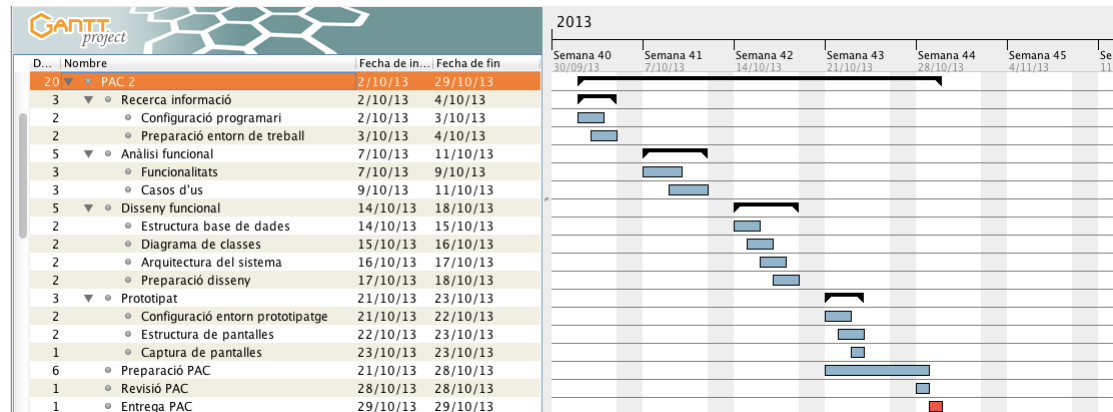 GANTT
project
2013
Semana 40 Semana 41 Semana 42 Semana 43 Semana 44 Semana 45 Se
30/09/13 7/10/13 14/10/13 21/10/13 28/10/13 4/11/13 11
D... Nombre Fecha de in... Fecha de fin
20 PAC 2 2/10/13 29/10/13
3 Recerca informació 2/10/13 4/10/13
2 Configuració programari 2/10/13 3/10/13
2 Preparació entorn de treball 3/10/13 4/10/13
5 Anàlisi funcional 7/10/13 11/10/13
3 Funcionalitats 7/10/13 9/10/13
3 Casos d'us 9/10/13 11/10/13
5 Disseny funcional 14/10/13 18/10/13
2 Estructura base de dades 14/10/13 15/10/13
2 Diagrama de classes 15/10/13 16/10/13
2 Arquitectura del sistema 16/10/13 17/10/13
2 Preparació disseny 17/10/13 18/10/13
3 Prototipat 21/10/13 23/10/13
2 Configuració entorn prototipatge 21/10/13 22/10/13
2 Estructura de pantalles 22/10/13 23/10/13
1 Captura de pantalles 23/10/13 23/10/13
6 Preparació PAC 21/10/13 28/10/13
1 Revisió PAC 28/10/13 28/10/13
1 Entrega PAC 29/10/13 29/10/13